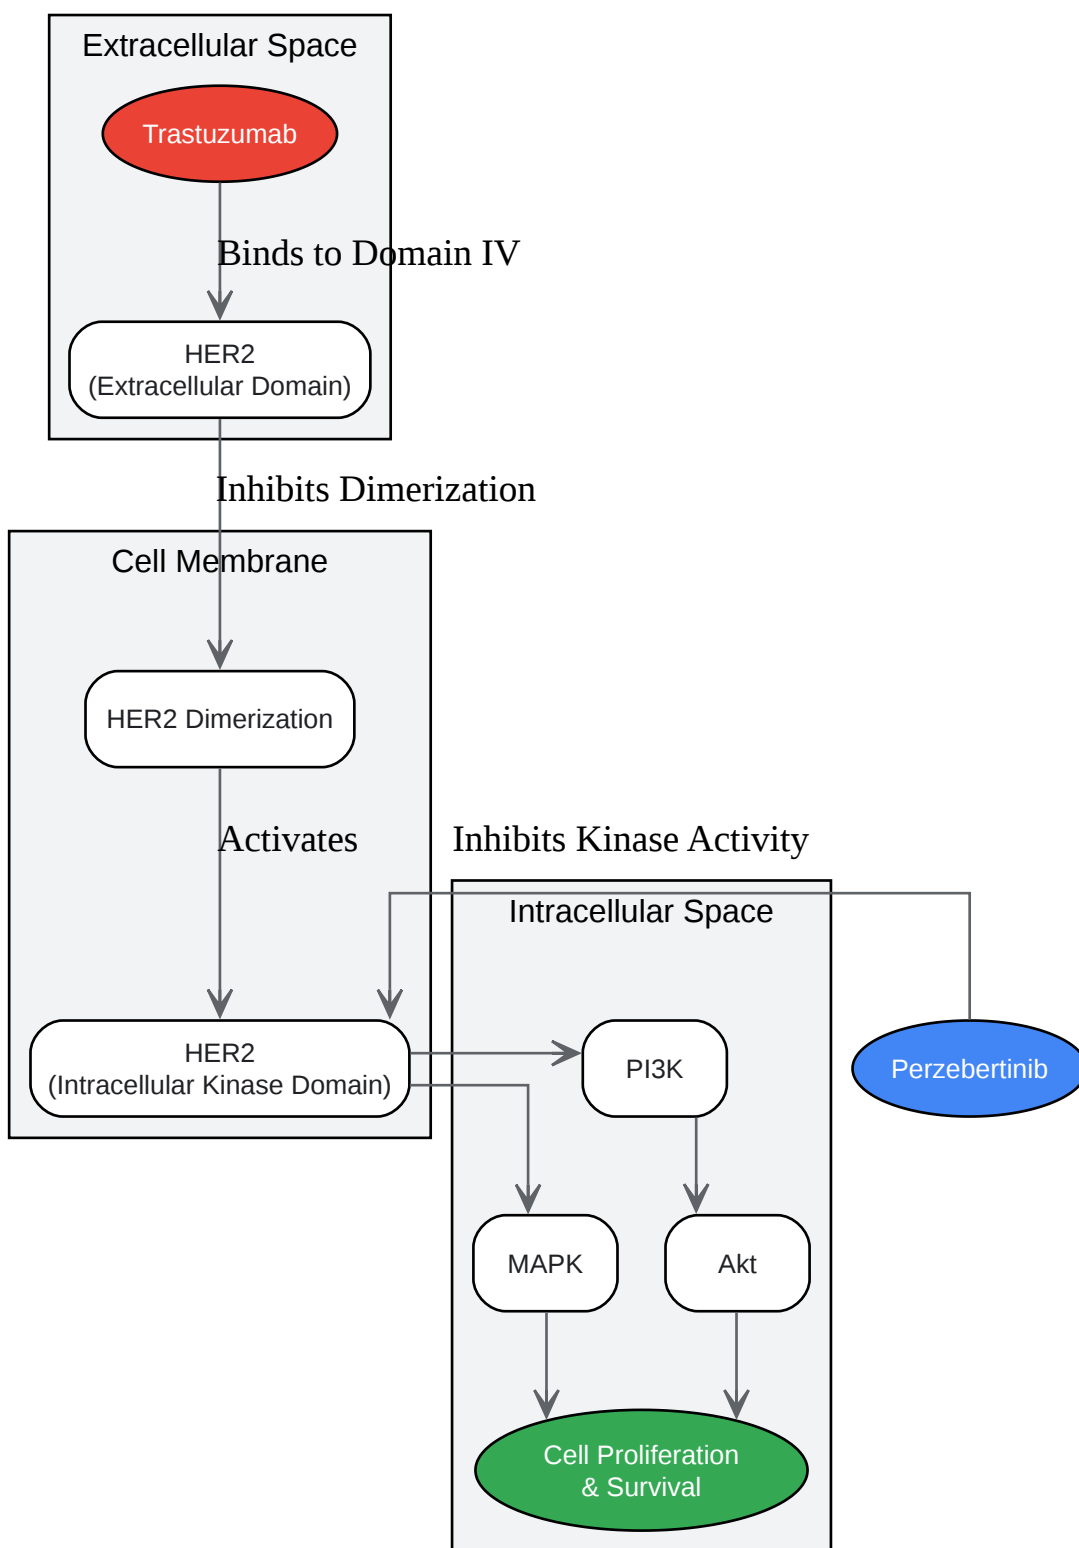 Extracellular Space
Trastuzumab
Binds to Domain IV
HER2
(Extracellular Domain)
Inhibits Dimerization
Cell Membrane
HER2 Dimerization
Activates
Inhibits Kinase Activity
Intracellular Space
HER2
(Intracellular Kinase Domain)
PI3K
Perzebertinib
MAPK
Akt
Cell Proliferation
& Survival